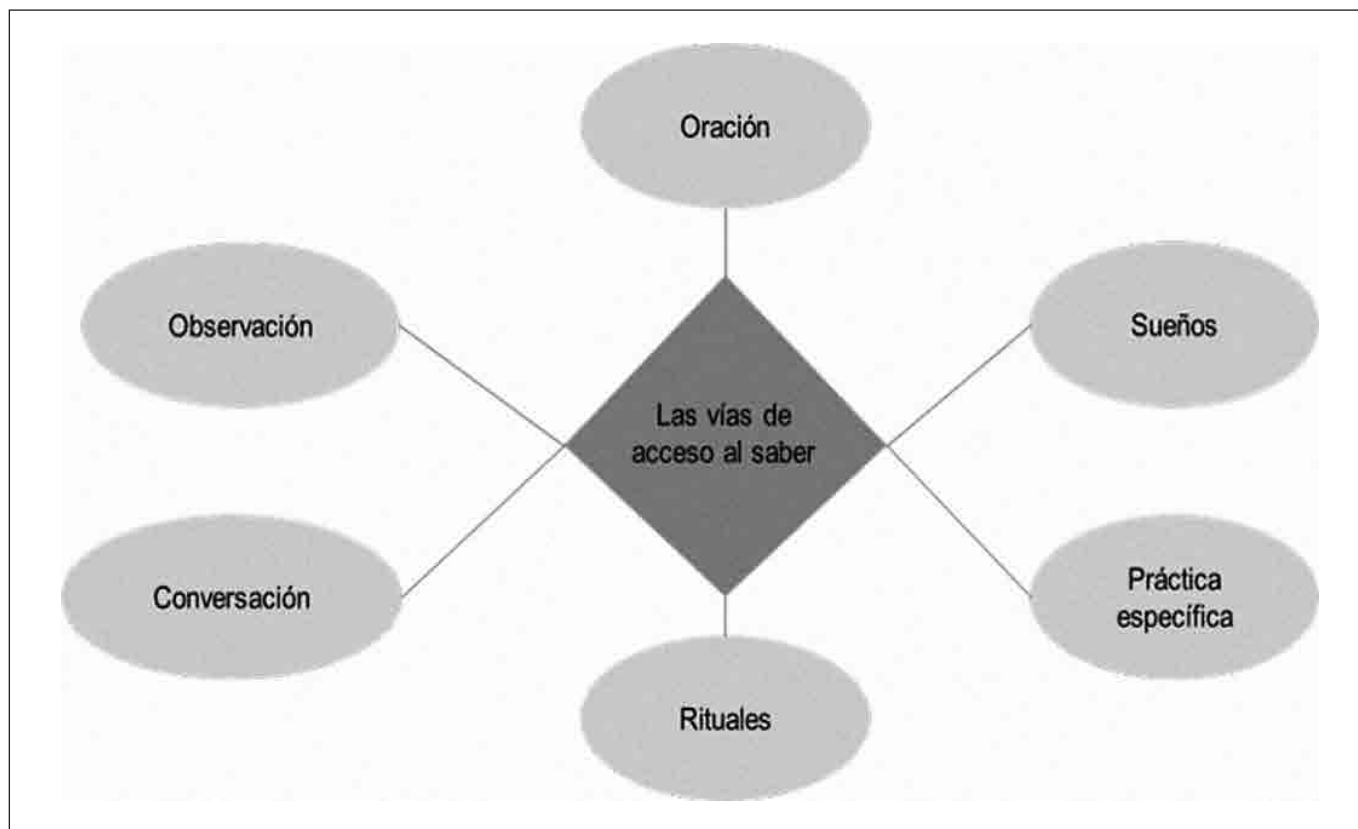 Oración
Observación
Sueños
Las vías de
acceso al saber
Conversación
Práctica
específica
Rituales